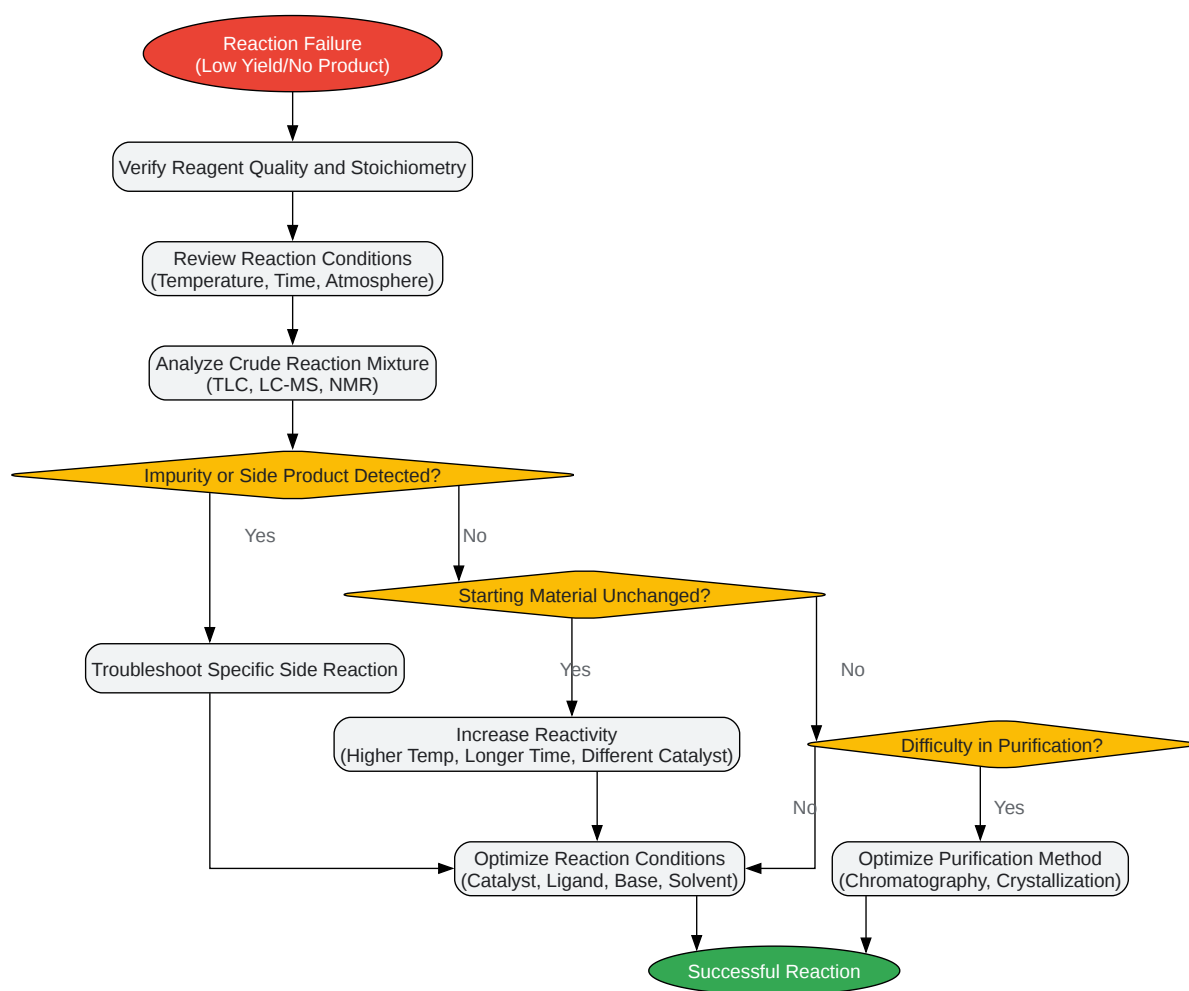 Reaction Failure
(Low Yield/No Product)
Verify Reagent Quality and Stoichiometry
Review Reaction Conditions
(Temperature, Time, Atmosphere)
Analyze Crude Reaction Mixture
(TLC, LC-MS, NMR)
Impurity or Side Product Detected?
Yes
No
Starting Material Unchanged?
Troubleshoot Specific Side Reaction
Yes
No
Increase Reactivity
(Higher Temp, Longer Time, Different Catalyst)
Difficulty in Purification?
No
Yes
Optimize Reaction Conditions
(Catalyst, Ligand, Base, Solvent)
Optimize Purification Method
(Chromatography, Crystallization)
Successful Reaction